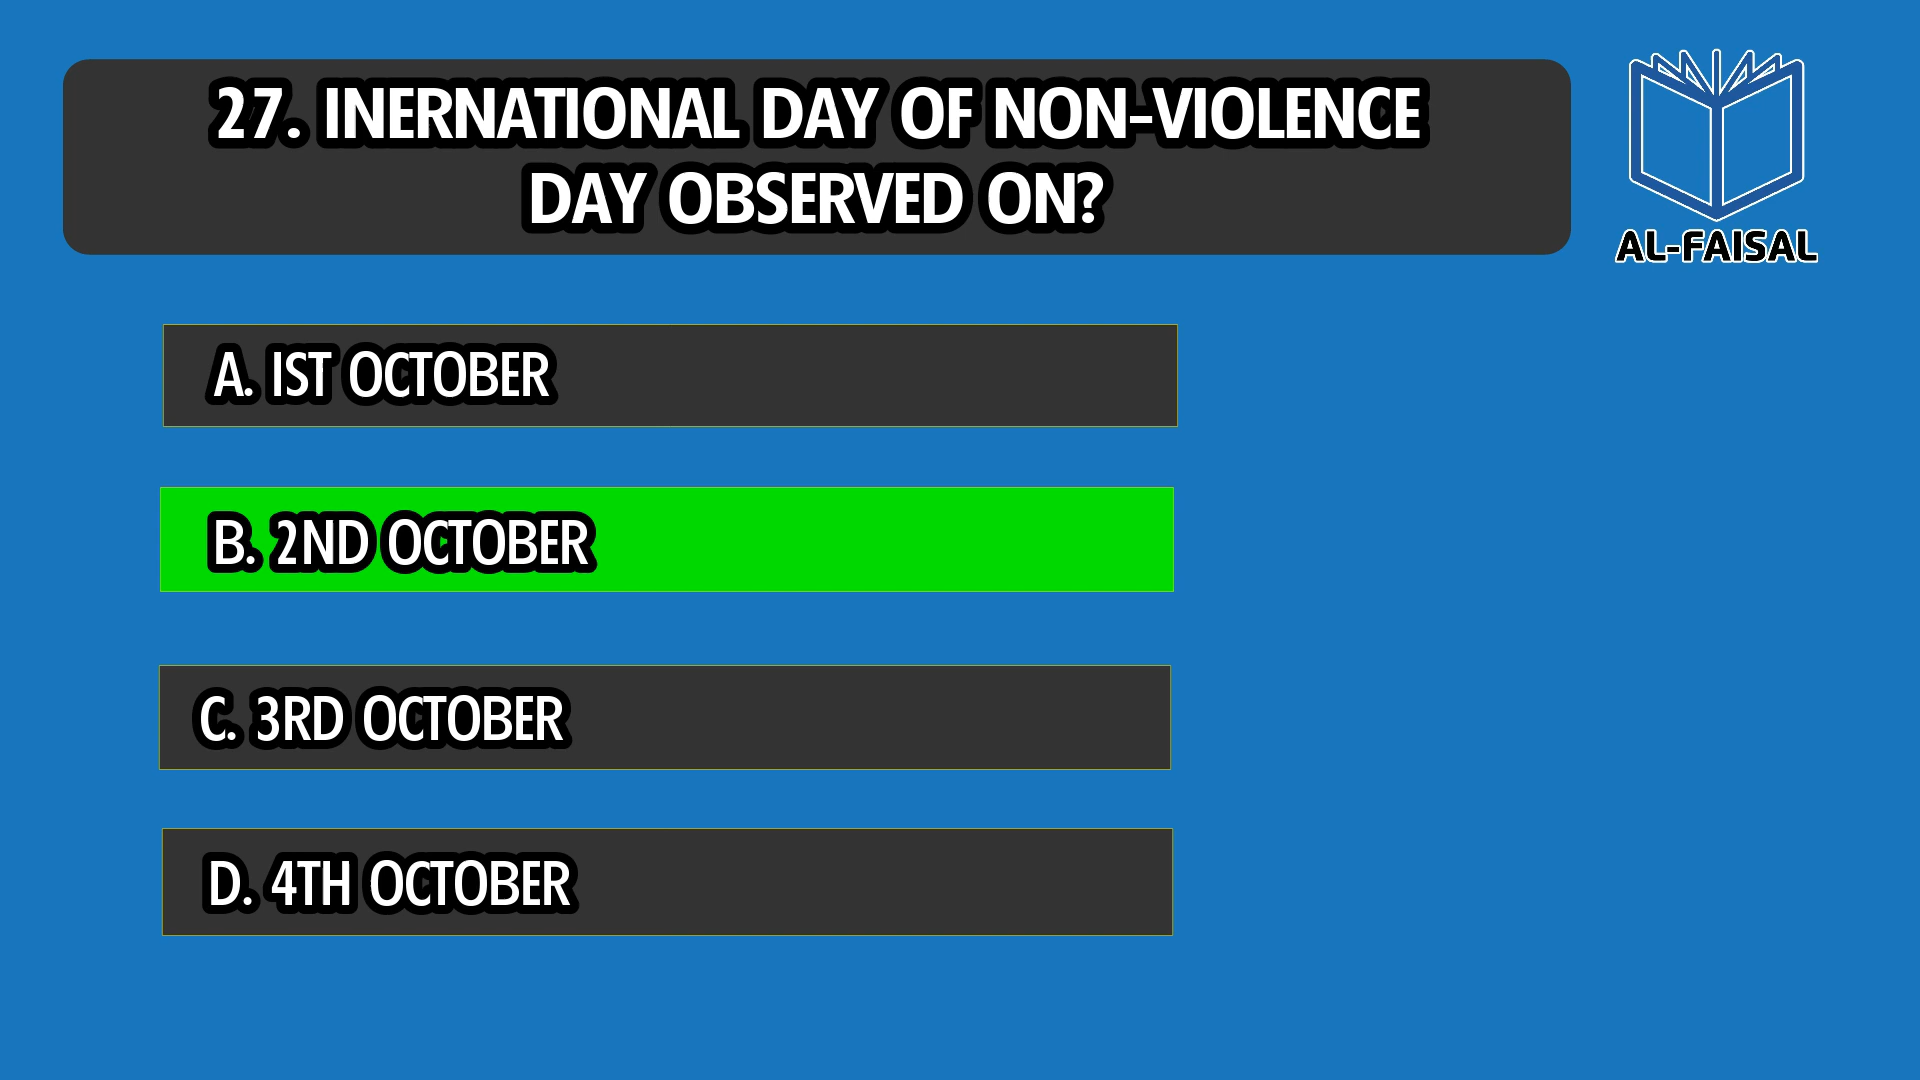 27. INERNATIONAL DAY OF NON-VIOLENCE
DAY OBSERVED ON?
AL-FAISAL
A. IST OCTOBER
B. 2ND OCTOBER
C. 3RD OCTOBER
D. 4TH OCTOBER